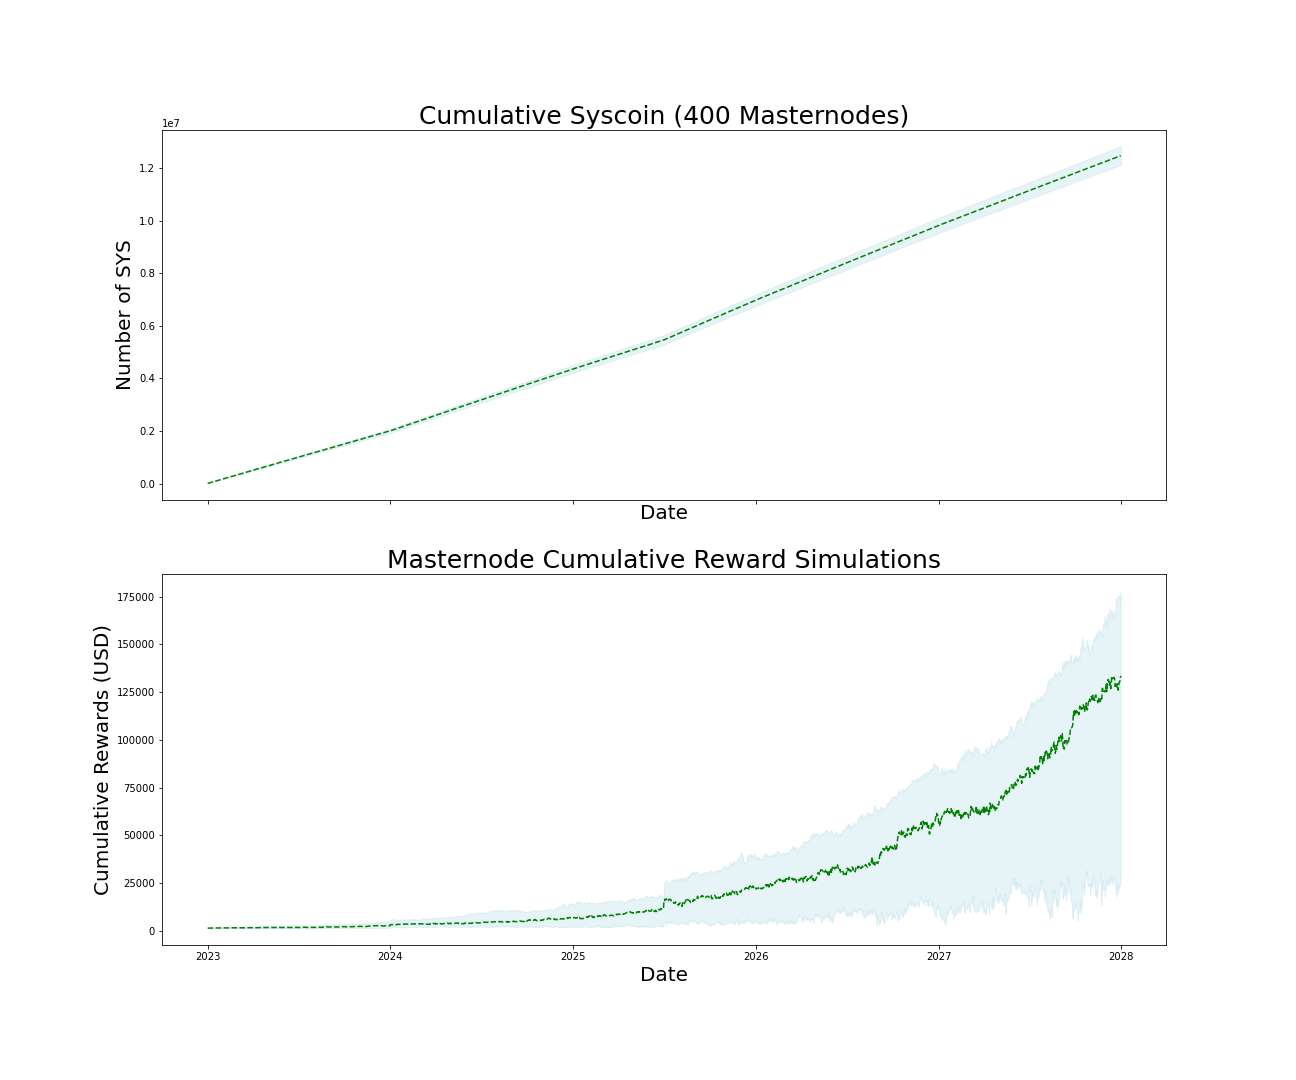 Cumulative Syscoin (400 Masternodes)
1e7
1.2
1.0
0.8
0.6
0.4
0.2
0.0
Number of SYS
Date
Masternode Cumulative Reward Simulations
175000
150000
125000
100000
75000
50000
25000
0
Cumulative Rewards (USD)
2023 2024 2025 2026 2027 2028
Date